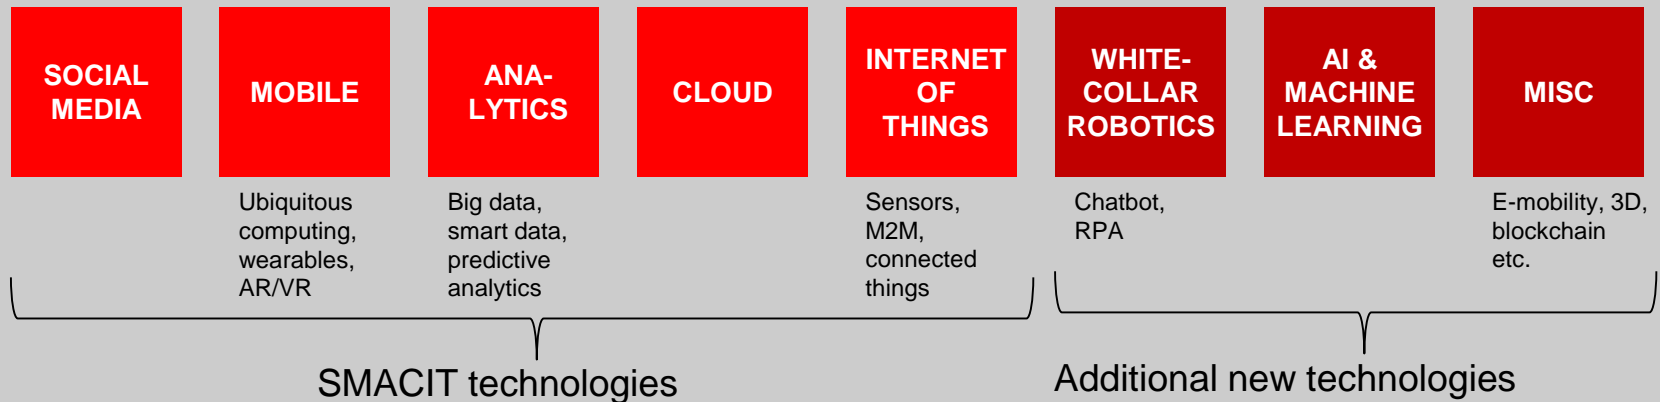 SOCIAL
MEDIA
MOBILE
ANA-
LYTICS
CLOUD
INTERNET
OF
THINGS
WHITE-
COLLAR
ROBOTICS
AI &
MACHINE
LEARNING
MISC
Ubiquitous
computing,
wearables,
AR/VR
Big data,
smart data,
predictive
analytics
Sensors,
M2M,
connected
things
Chatbot,
RPA
E-mobility, 3D,
blockchain
etc.
SMACIT technologies
Additional new technologies